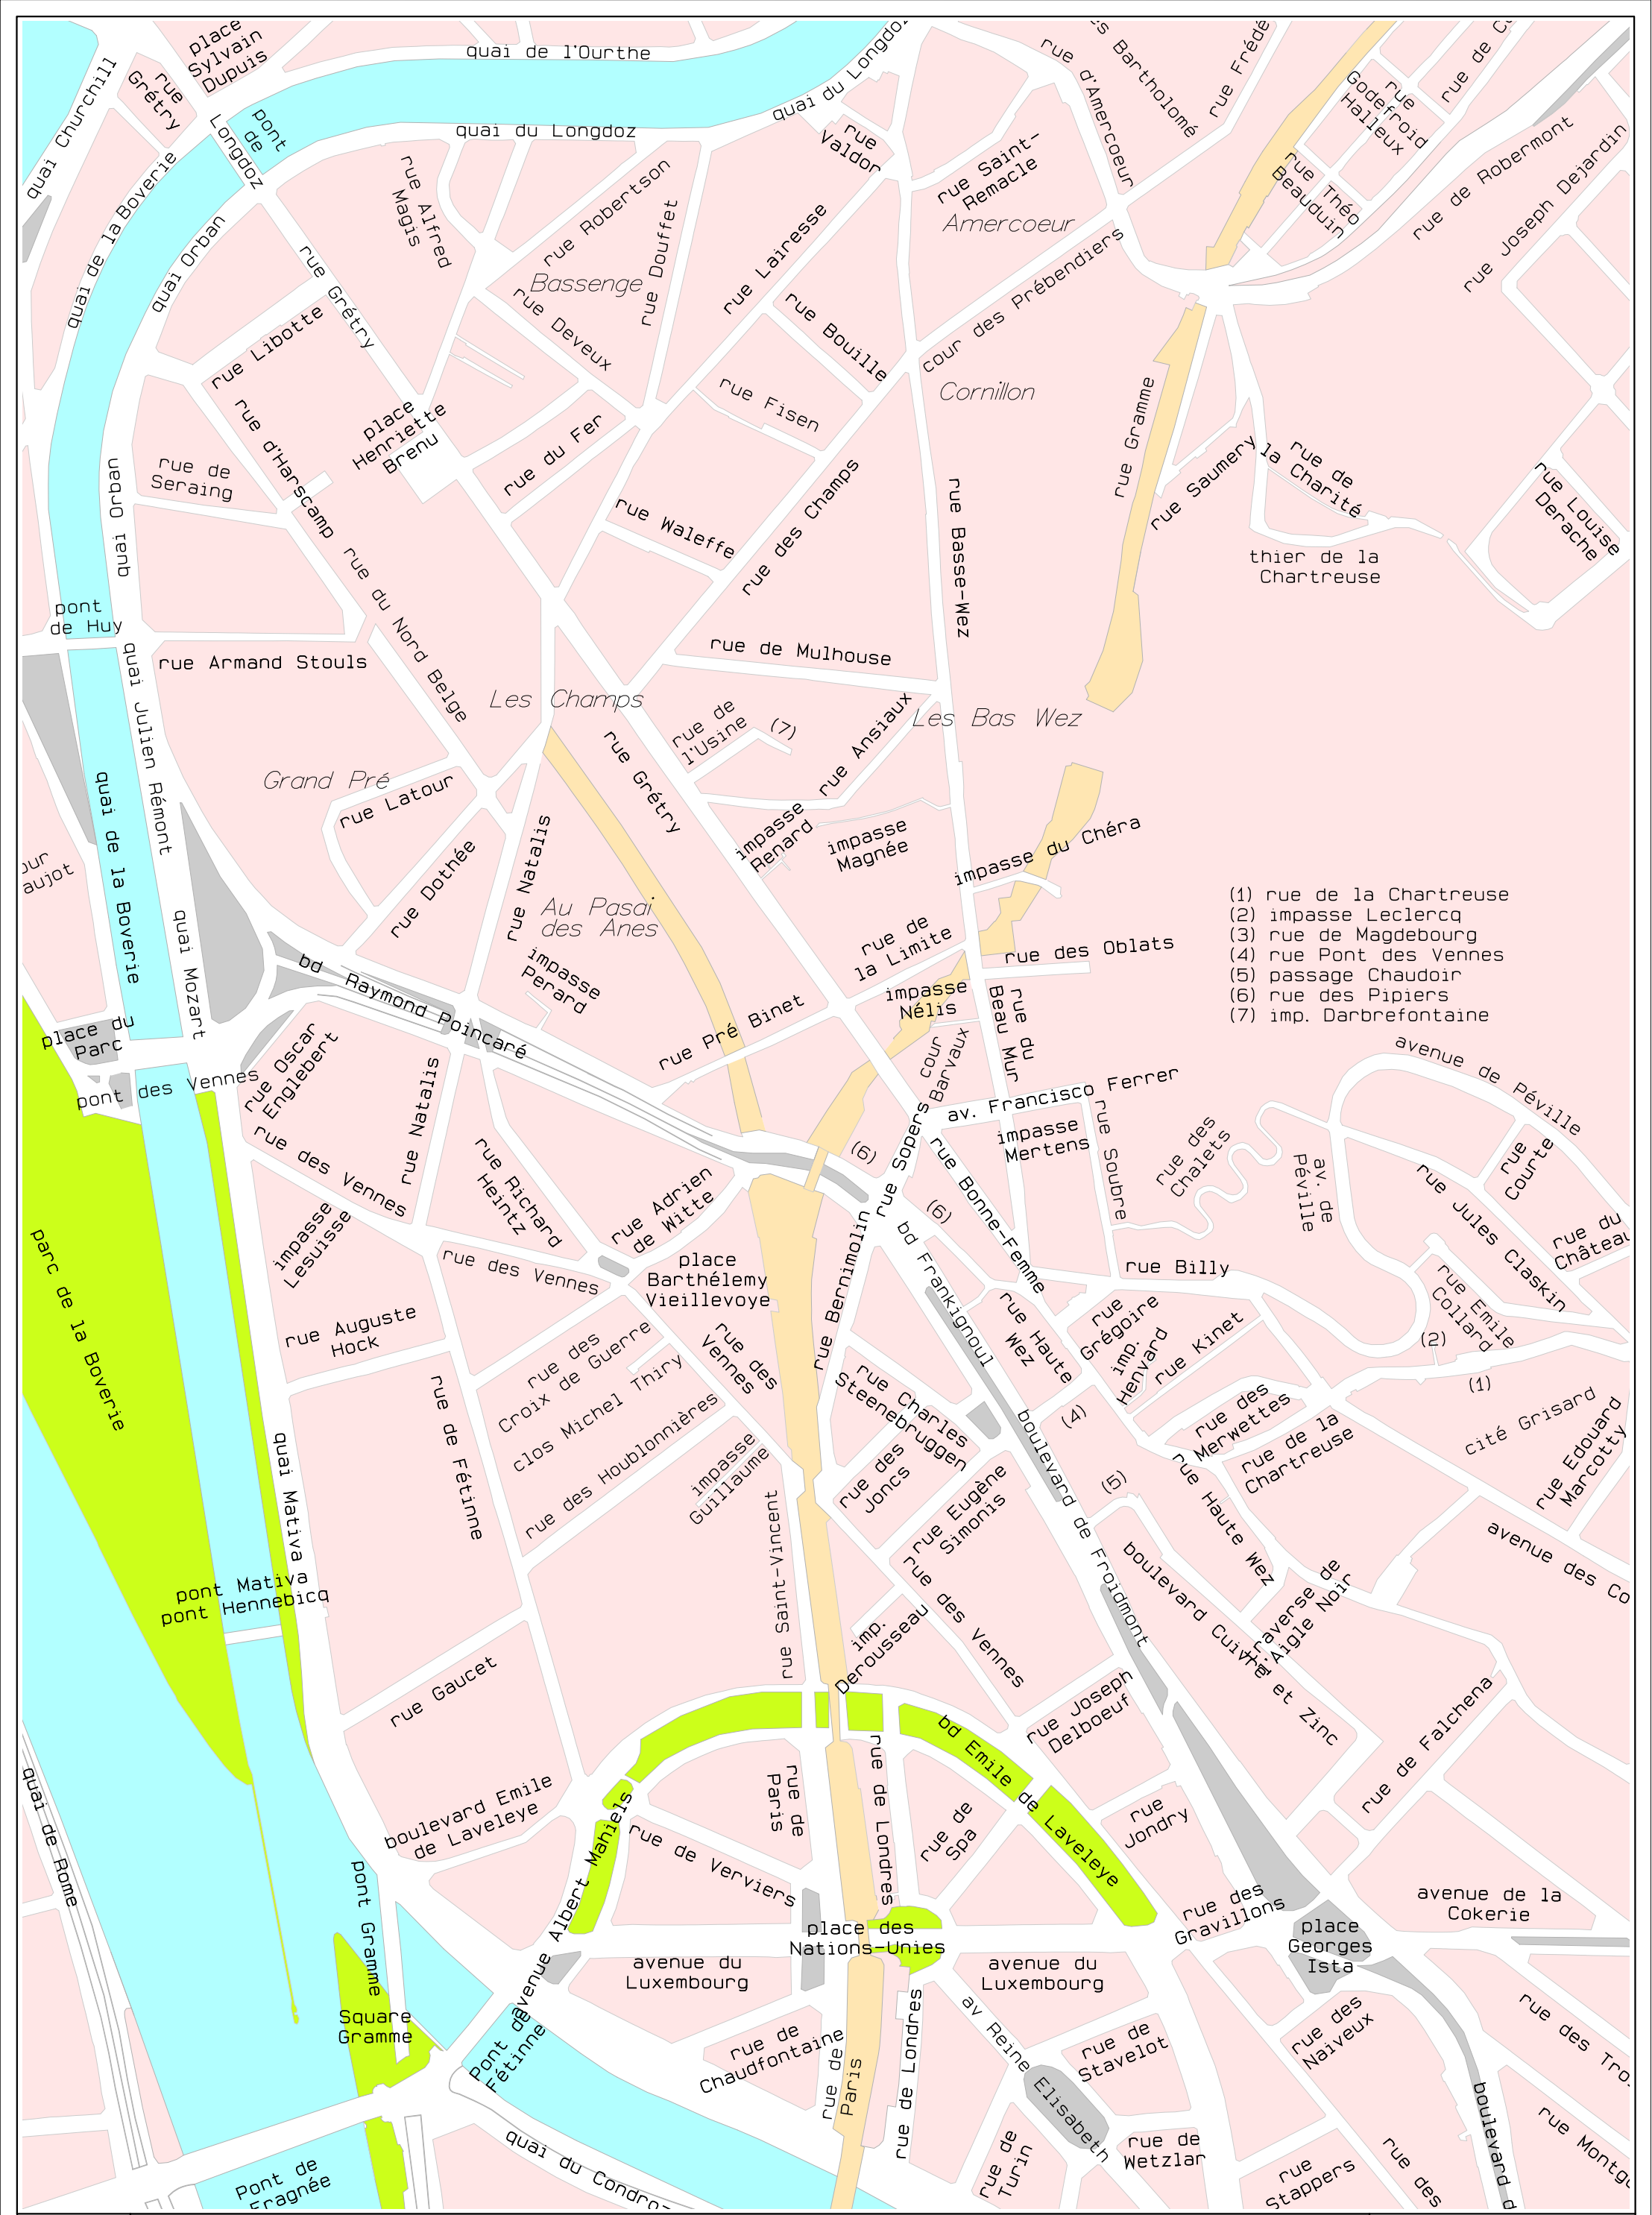 place
Sylvain
Dupuis
rue
Grétry
quai Churchill
pont
de
Longdoz
quai de l'Ourthe
quai du Longdoz
quai du Longdoz
rue
Valdor
rue d'Amercoeur
Bartholomé
rue
Godefroid
Halleux
rue Théo
Beauduin
rue de Robermont
rue Joseph Dejardin
rue Saint-
Remacle
Amercoeur
quai de la Boverie
quai Orban
rue Alfred
Magis
rue Robertson
rue Douffet
Bassenge
rue Deveux
rue Lairesse
rue Bouille
cour des Prébendiers
Cornillon
rue Grétry
rue Libotte
place
Henriette
Brenu
rue Fisen
rue du Fer
rue Gramme
rue Saumery
rue de
la Charité
rue Louise
Derache
thier de la
Chartreuse
rue de
Seraing
quai Orban
rue d'Harscamp
rue du Nord Belge
rue Waleffe
rue des Champs
rue Basse-Wez
pont
de Huy
rue Armand Stouls
rue de Mulhouse
quai Julien Rémont
Les Champs
rue de
l'Usine
(7)
rue Ansiaux
Les Bas Wez
Grand Pré
rue Latour
rue Grétry
impasse
Renard
impasse
Magnée
impasse du Chéra
quai de la Boverie
rue Dothée
rue Natalis
Au Pasai
des Anes
quai Mozart
rue de
la Limite
rue des Oblats
(1) rue de la Chartreuse
(2) impasse Leclercq
(3) rue de Magdebourg
(4) rue Pont des Vennes
(5) passage Chaudoir
(6) rue des Pipiers
(7) imp. Darbrefontaine
bd Raymond Poincaré
impasse
Perard
impasse
Nélis
rue du
Beau Mur
rue Pré Binet
cour
Barvaux
place du
Parc
pont des Vennes
rue Oscar
Englebert
rue Natalis
av. Francisco Ferrer
impasse
Mertens
rue Soubre
rue des
Chalets
avenue de Péville
av. de
Péville
rue
Courte
rue Jules Claskin
rue des Vennes
rue Richard
Heintz
rue Adrien
de Witte
(6)
rue Sopers
rue Bonne-Femme
(6)
impasse
Lesuisse
rue des Vennes
place
Barthélemy
Vieillevoye
rue Bernimolin
bd Frankignoul
rue Billy
rue Emile
Collard
parc de la Boverie
rue Auguste
Hock
rue des
Croix de Guerre
rue des
Vennes
clos Michel Thiry
rue des Houblonnières
impasse
Guillaume
rue Haute
Wez
rue
Grégoire
imp.
Henvard
rue Kinet
(2)
(1)
rue Charles
Steenebruggen
(4)
rue des
Merwettes
rue de la
Chartreuse
cité Grisard
rue Edouard
Marcotty
quai Mativa
rue de Fétinne
rue des
Joncs
rue Eugène
Simonis
boulevard de Froidmont
(5)
rue Haute Wez
rue Saint-Vincent
rue des Vennes
boulevard Cuivre et Zinc
traverse de
l'Aigle Noir
pont Mativa
pont Hennebicq
imp.
Derousseau
rue Gaucet
rue Joseph
Delboeuf
rue de Falchena
bd Emile de Laveleye
quai de Rome
boulevard Emile
de Laveleye
rue de
Paris
rue de Londres
rue de
Spa
rue
Jondry
avenue Albert Mahiels
rue de Verviers
pont Gramme
place des
Nations-Unies
rue des
Gravillons
place
Georges
Ista
avenue de la
Cokerie
avenue du
Luxembourg
avenue du
Luxembourg
Square
Gramme
Pont de
Fétinne
rue de
Chaudfontaine
rue de
Paris
rue de Londres
av Reine Elisabeth
rue de
Stavelot
rue des
Naiveux
rue de
Wetzlar
rue de
Turin
rue
Stappers
rue des
quai du Condroz
Pont de
Fragnée